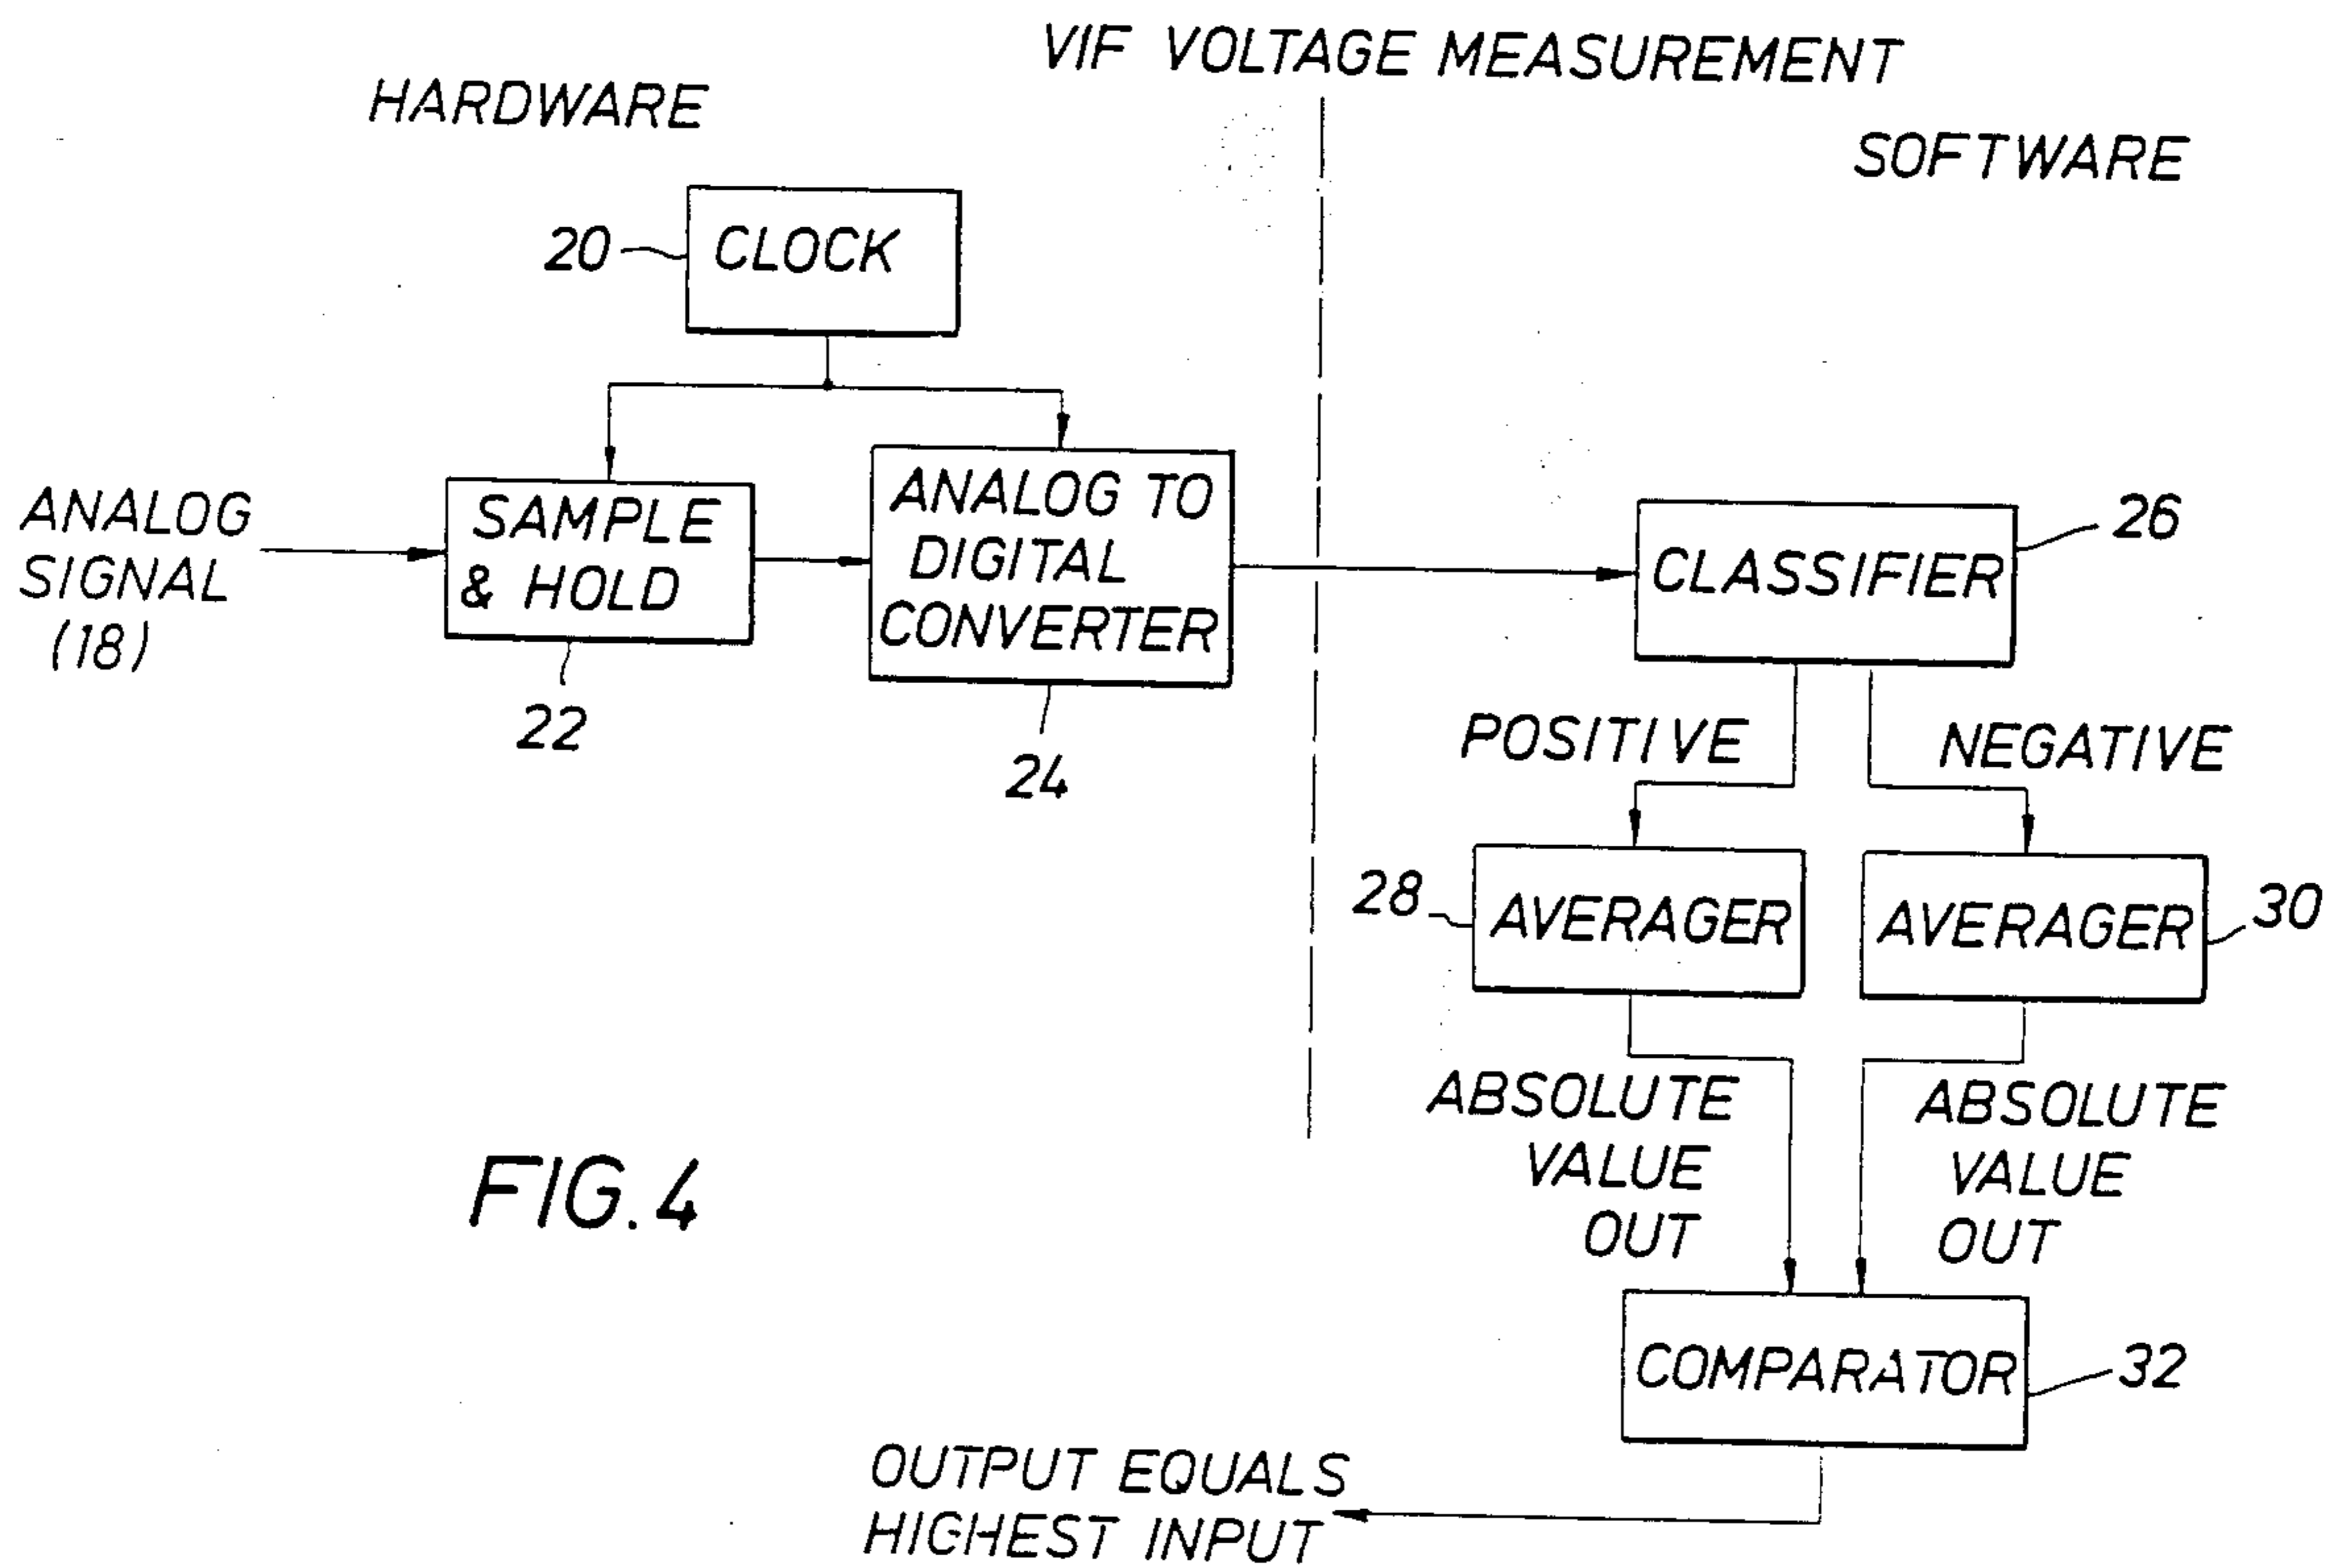 VIF VOLTAGE MEASUREMENT
HARDWARE
SOFTWARE
20
CLOCK
ANALOG
SIGNAL
(18)
SAMPLE
& HOLD
22
ANALOG TO
DIGITAL
CONVERTER
24
CLASSIFIER
26
POSITIVE
NEGATIVE
28
AVERAGER
AVERAGER
30
ABSOLUTE
VALUE
OUT
ABSOLUTE
VALUE
OUT
COMPARATOR
32
OUTPUT EQUALS
HIGHEST INPUT
FIG. 4